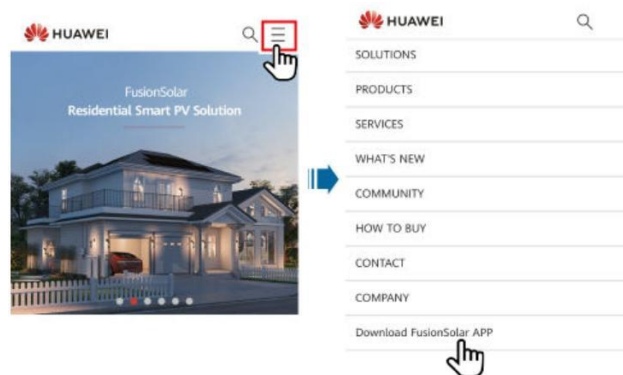 HUAWEI
FusionSolar
Residential Smart PV Solution
HUAWEI
SOLUTIONS
PRODUCTS
SERVICES
WHAT'S NEW
COMMUNITY
HOW TO BUY
CONTACT
COMPANY
Download FusionSolar APP